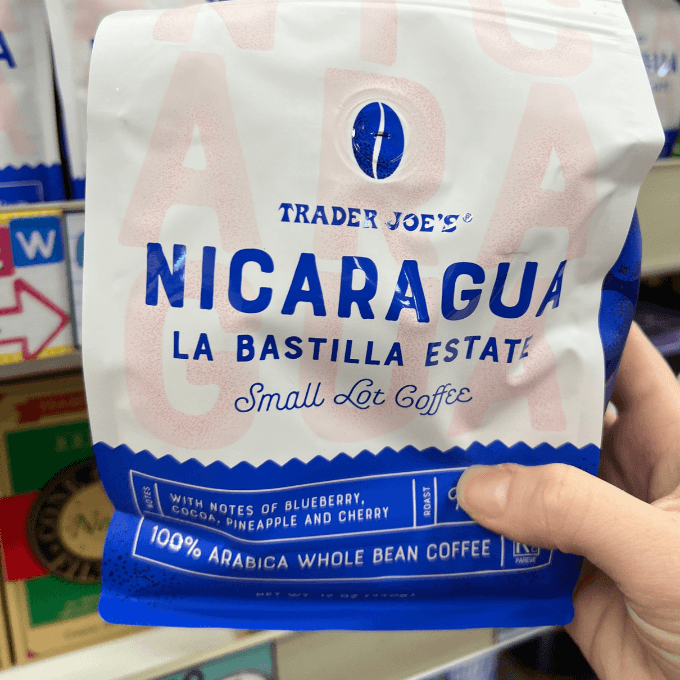 TRADER JOE'S
NICARAGUA
LA BASTILLA ESTATE
Small Lot Coffee
NOTES
WITH NOTES OF BLUEBERRY,
COCOA, PINEAPPLE AND CHERRY
ROAST
100% ARABICA WHOLE BEAN COFFEE
PAREVE
EW